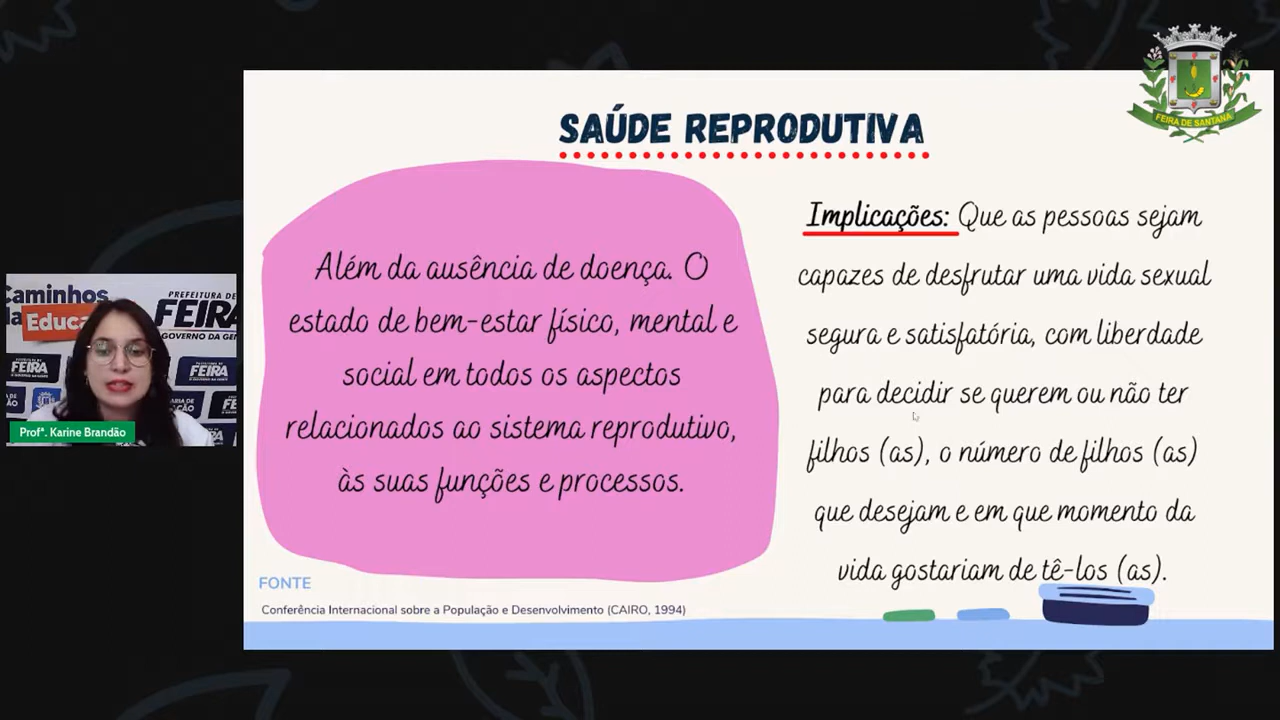 FEIRA DE SANTANA
SAÚDE REPRODUTIVA
Além da ausência de doença. O
estado de bem-estar físico, mental e
social em todos os aspectos
relacionados ao sistema reprodutivo,
às suas funções e processos.
Implicações: Que as pessoas sejam
capazes de desfrutar uma vida sexual
segura e satisfatória, com liberdade
para decidir se querem ou não ter
filhos (as), o número de filhos (as)
que desejam e em que momento da
vida gostariam de tê-los (as).
FONTE
Conferência Internacional sobre a População e Desenvolvimento (CAIRO, 1994)
Caminhos
da Educa
PREFEITURA DE
FEIRA
GOVERNO DA GEN
FEIRA
FEIRA
Profª. Karine Brandão